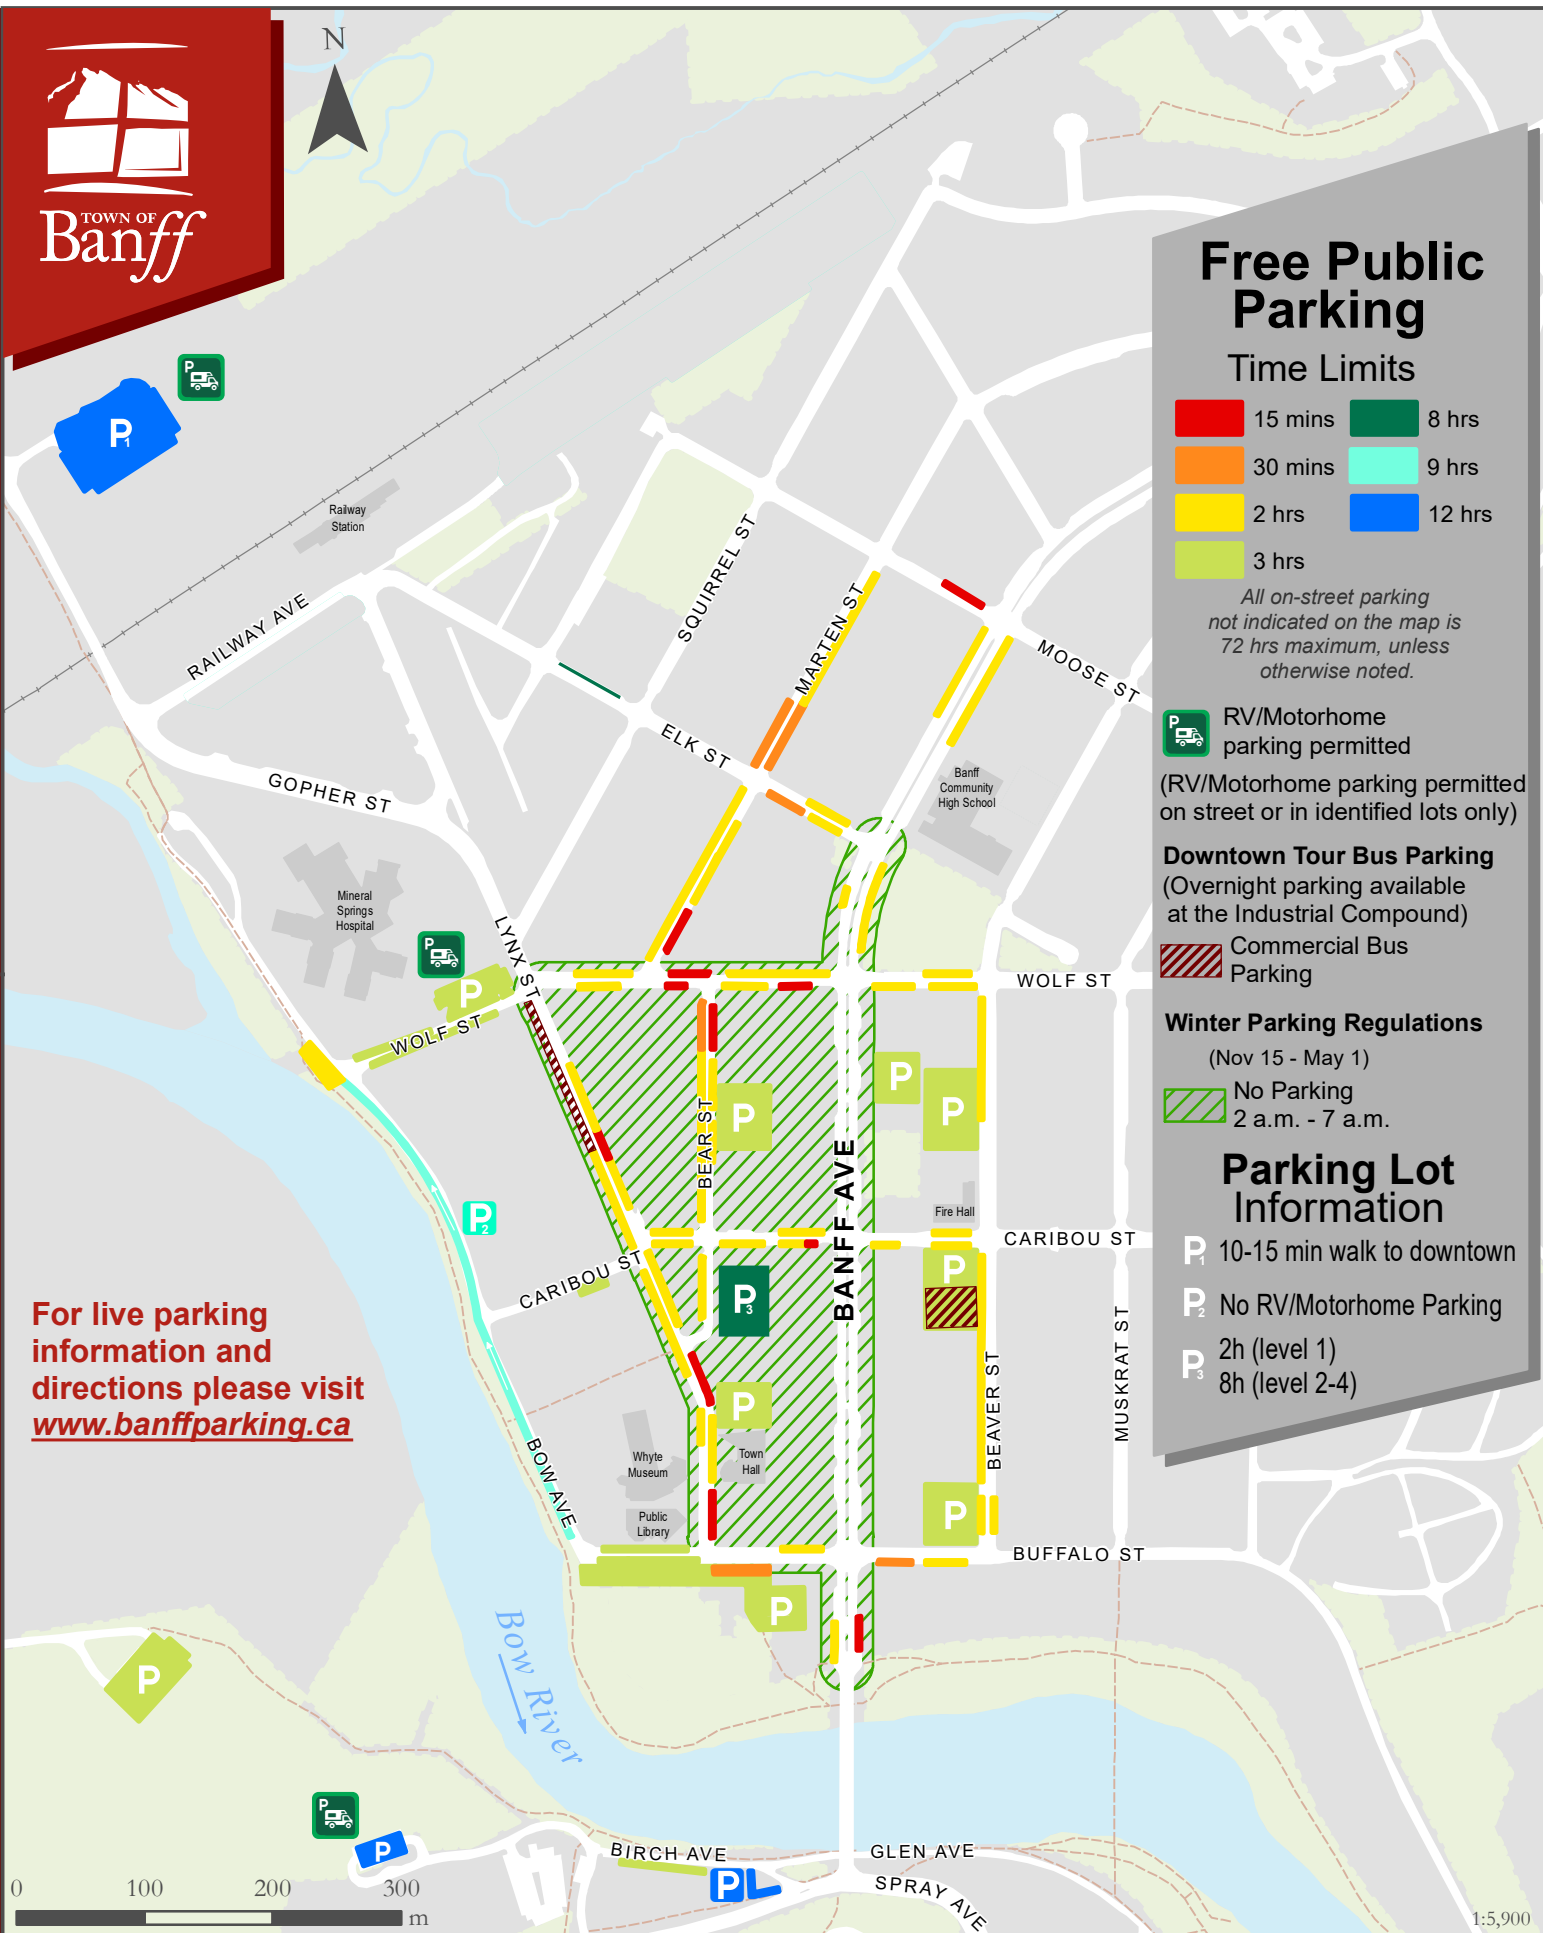 TOWN OF
Banff
N
Free Public
Parking
Time Limits
15 mins
8 hrs
30 mins
9 hrs
2 hrs
12 hrs
3 hrs
All on-street parking
not indicated on the map is
72 hrs maximum, unless
otherwise noted.
P
RV/Motorhome
parking permitted
(RV/Motorhome parking permitted
on street or in identified lots only)
Downtown Tour Bus Parking
(Overnight parking available
at the Industrial Compound)
Commercial Bus
Parking
Winter Parking Regulations
(Nov 15 - May 1)
No Parking
2 a.m. - 7 a.m.
Parking Lot
Information
P1 10-15 min walk to downtown
P2 No RV/Motorhome Parking
P3 2h (level 1)
8h (level 2-4)
P
P1
Railway
Station
RAILWAY AVE
SQUIRREL ST
MARTEN ST
MOOSE ST
ELK ST
GOPHER ST
Banff
Community
High School
Mineral
Springs
Hospital
LYNX ST
P
P
WOLF ST
WOLF ST
P
P
P
BEAR ST
BANFF AVE
P2
Fire Hall
CARIBOU ST
CARIBOU ST
P
P3
For live parking
information and
directions please visit
www.banffparking.ca
MUSKRAT ST
BEAVER ST
P
BOW AVE
Whyte
Museum
Town
Hall
Public
Library
P
BUFFALO ST
P
Bow River
P
P
P
BIRCH AVE
GLEN AVE
P
SPRAY AVE
0 100 200 300
m
1:5,900